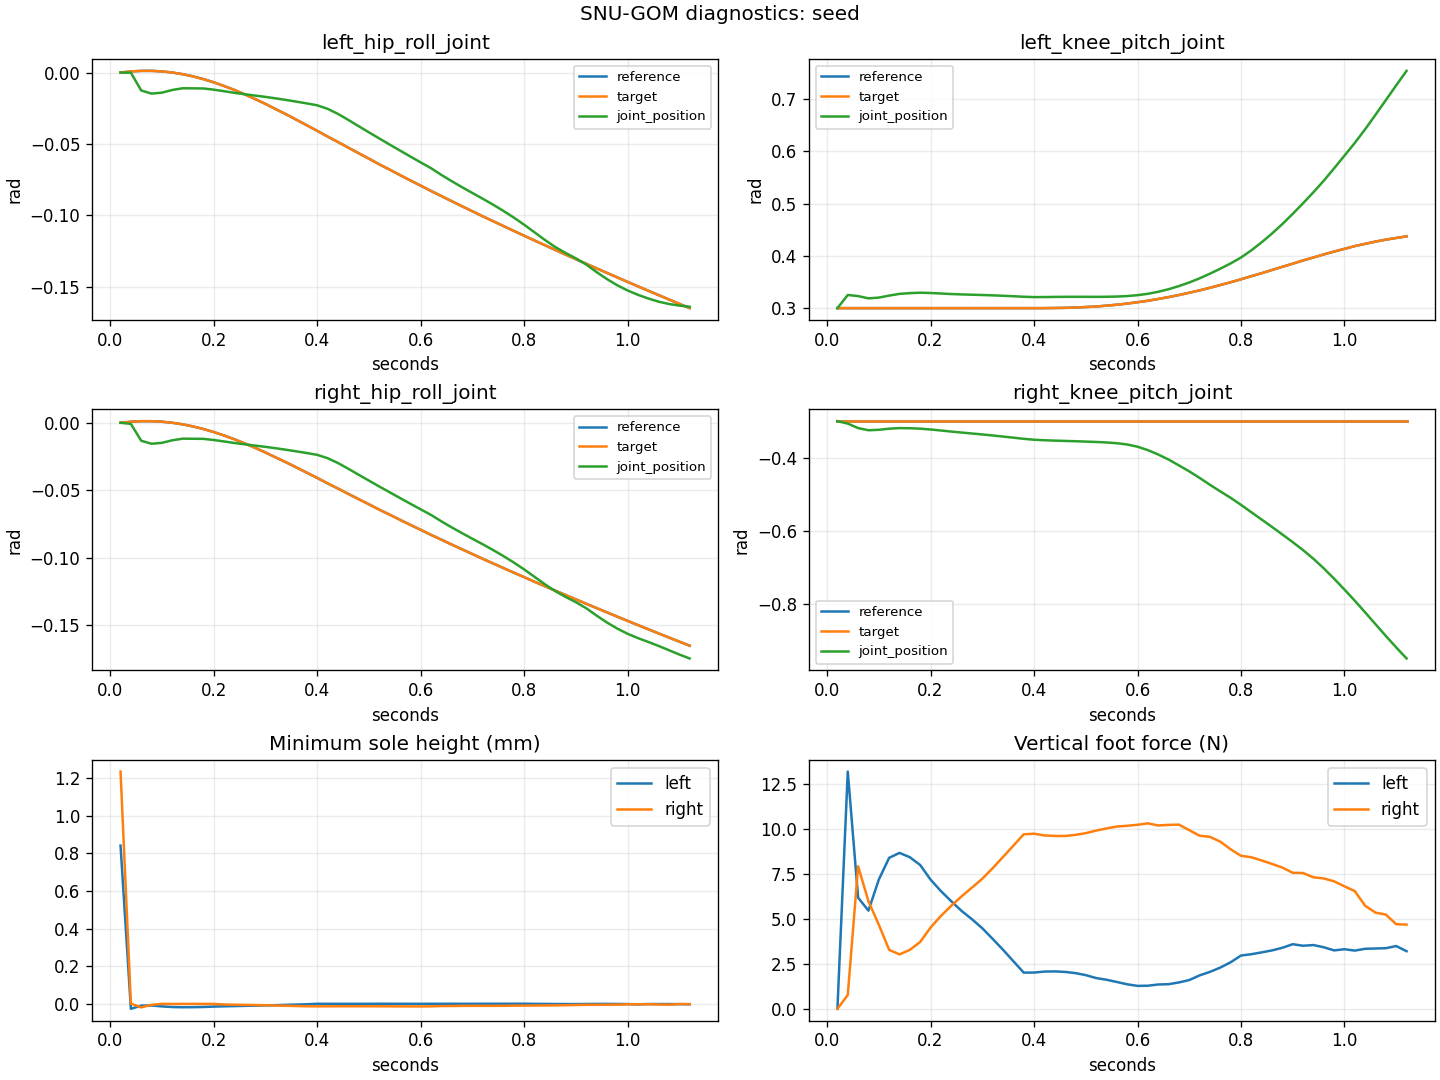 SNU-GOM diagnostics: seed
left_hip_roll_joint
0.00
−0.05
−0.10
−0.15
rad
reference
target
joint_position
0.0 0.2 0.4 0.6 0.8 1.0
seconds
left_knee_pitch_joint
0.7
0.6
0.5
0.4
0.3
rad
reference
target
joint_position
0.0 0.2 0.4 0.6 0.8 1.0
seconds
right_hip_roll_joint
0.00
−0.05
−0.10
−0.15
rad
reference
target
joint_position
0.0 0.2 0.4 0.6 0.8 1.0
seconds
right_knee_pitch_joint
−0.4
−0.6
−0.8
rad
reference
target
joint_position
0.0 0.2 0.4 0.6 0.8 1.0
seconds
Minimum sole height (mm)
1.2
1.0
0.8
0.6
0.4
0.2
0.0
left
right
0.0 0.2 0.4 0.6 0.8 1.0
seconds
Vertical foot force (N)
12.5
10.0
7.5
5.0
2.5
0.0
left
right
0.0 0.2 0.4 0.6 0.8 1.0
seconds